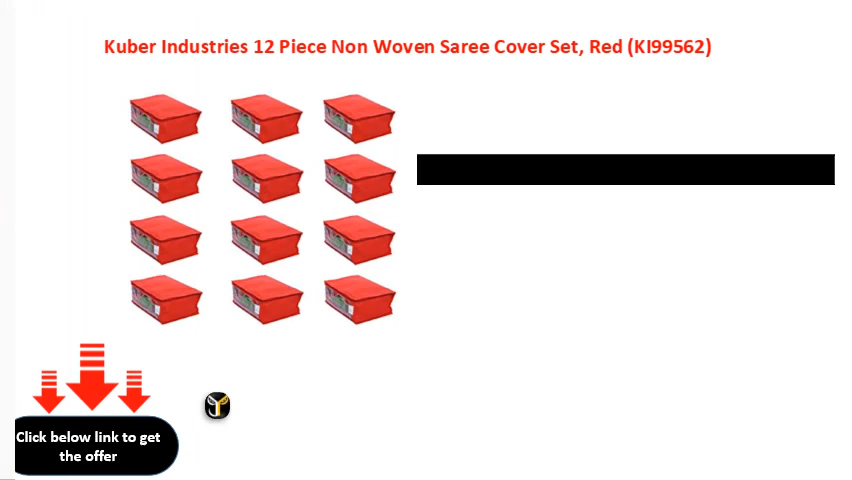 Kuber Industries 12 Piece Non Woven Saree Cover Set, Red (KI99562)
Click below link to get
the offer